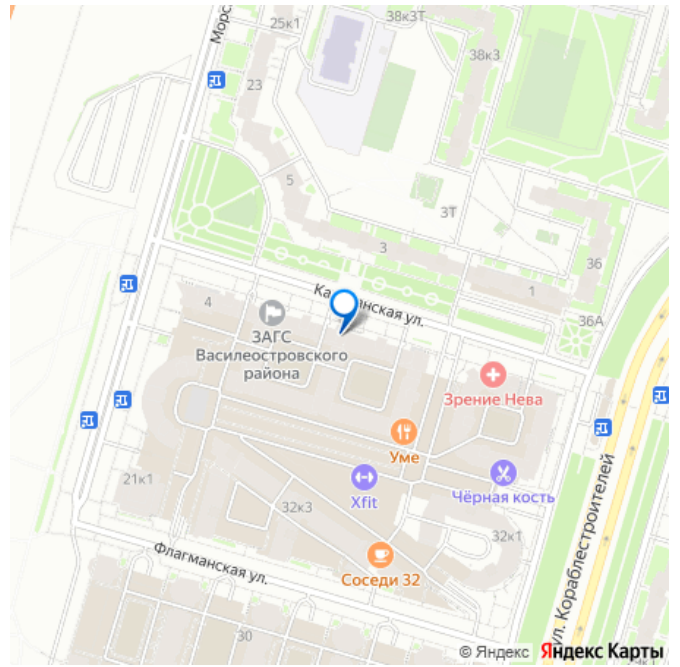 25к1
38к3Т
38к3
Морс
23
5
3Т
3
36
1
36А
4
Ка
нская ул.
ЗАГС
Василеостровского
района
Зрение Нева
Уме
Xfit
Чёрная кость
21к1
32к3
32к1
Флагманская ул.
Соседи 32
ул. Кораблестроителей
30
© Яндекс Яндекс Карты